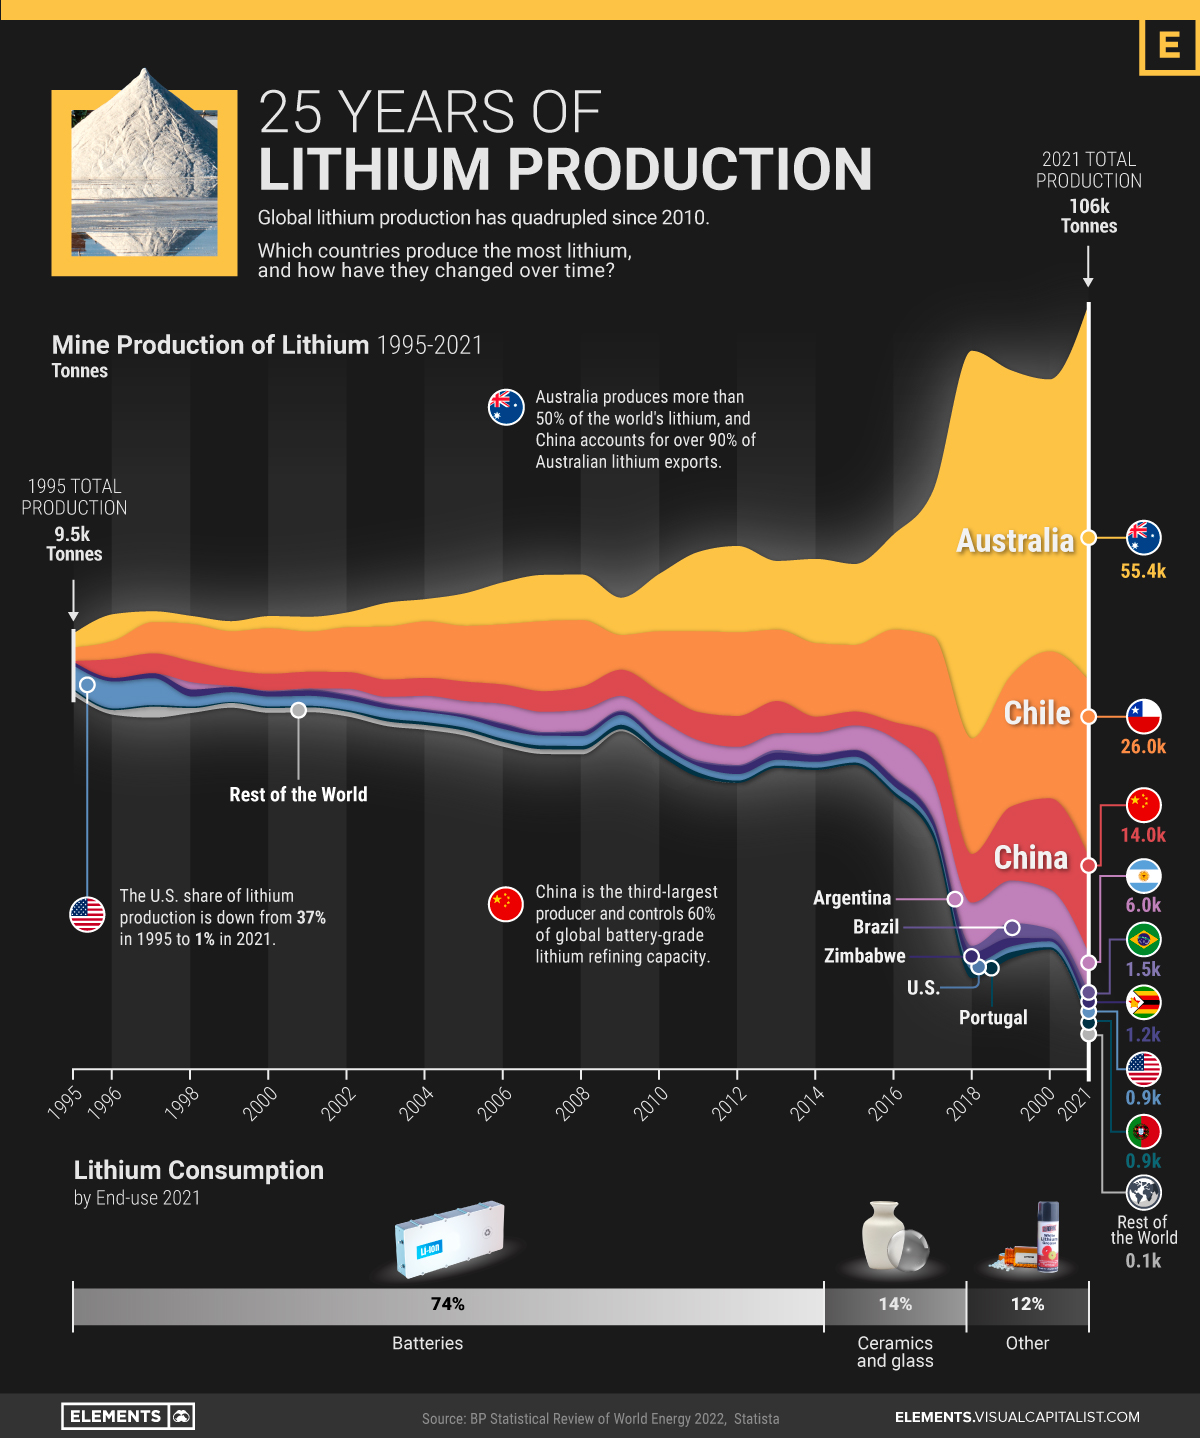 E
25 YEARS OF
LITHIUM PRODUCTION
Global lithium production has quadrupled since 2010.
Which countries produce the most lithium,
and how have they changed over time?
2021 TOTAL
PRODUCTION
106k
Tonnes
Mine Production of Lithium 1995-2021
Tonnes
Australia produces more than
50% of the world's lithium, and
China accounts for over 90% of
Australian lithium exports.
1995 TOTAL
PRODUCTION
9.5k
Tonnes
Australia
55.4k
Chile
26.0k
Rest of the World
China
14.0k
The U.S. share of lithium
production is down from 37%
in 1995 to 1% in 2021.
China is the third-largest
producer and controls 60%
of global battery-grade
lithium refining capacity.
Argentina
6.0k
Brazil
1.5k
Zimbabwe
1.2k
U.S.
0.9k
Portugal
0.9k
Rest of
the World
0.1k
1995
1996
1998
2000
2002
2004
2006
2008
2010
2012
2014
2016
2018
2000
2021
Lithium Consumption
by End-use 2021
LI-ION
74%
14%
12%
Batteries
Ceramics
and glass
Other
ELEMENTS
Source: BP Statistical Review of World Energy 2022, Statista
ELEMENTS.VISUALCAPITALIST.COM